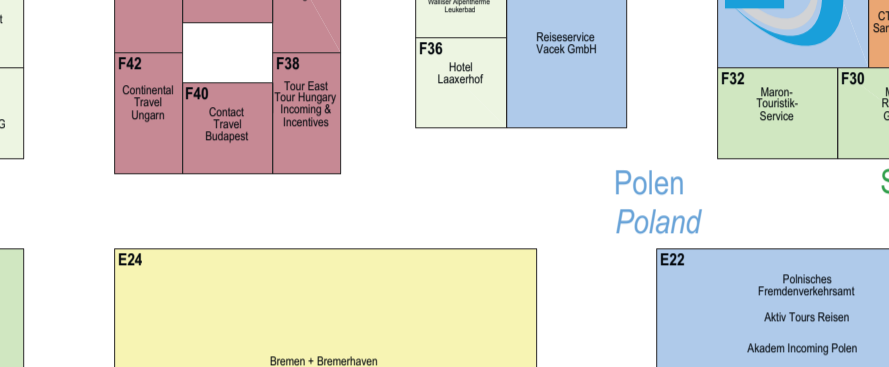 Walliser Alpentherme
Leukerbad
F36
Hotel
Laaxerhof
Reiseservice
Vacek GmbH
F42
Continental
Travel
Ungarn
F40
Contact
Travel
Budapest
F38
Tour East
Tour Hungary
Incoming &
Incentives
F32
Maron-
Touristik-
Service
F30
Polen
Poland
E24
Bremen + Bremerhaven
E22
Polnisches
Fremdenverkehrsamt
Aktiv Tours Reisen
Akadem Incoming Polen